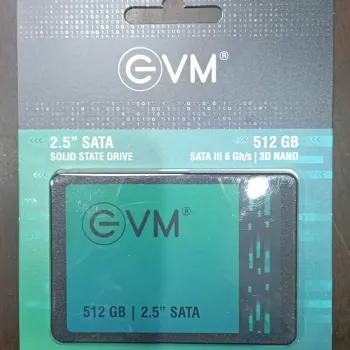 EVM®
2.5" SATA
SOLID STATE DRIVE
512 GB
SATA III 6 Gb/s | 3D NAND
EVM®
512 GB | 2.5" SATA